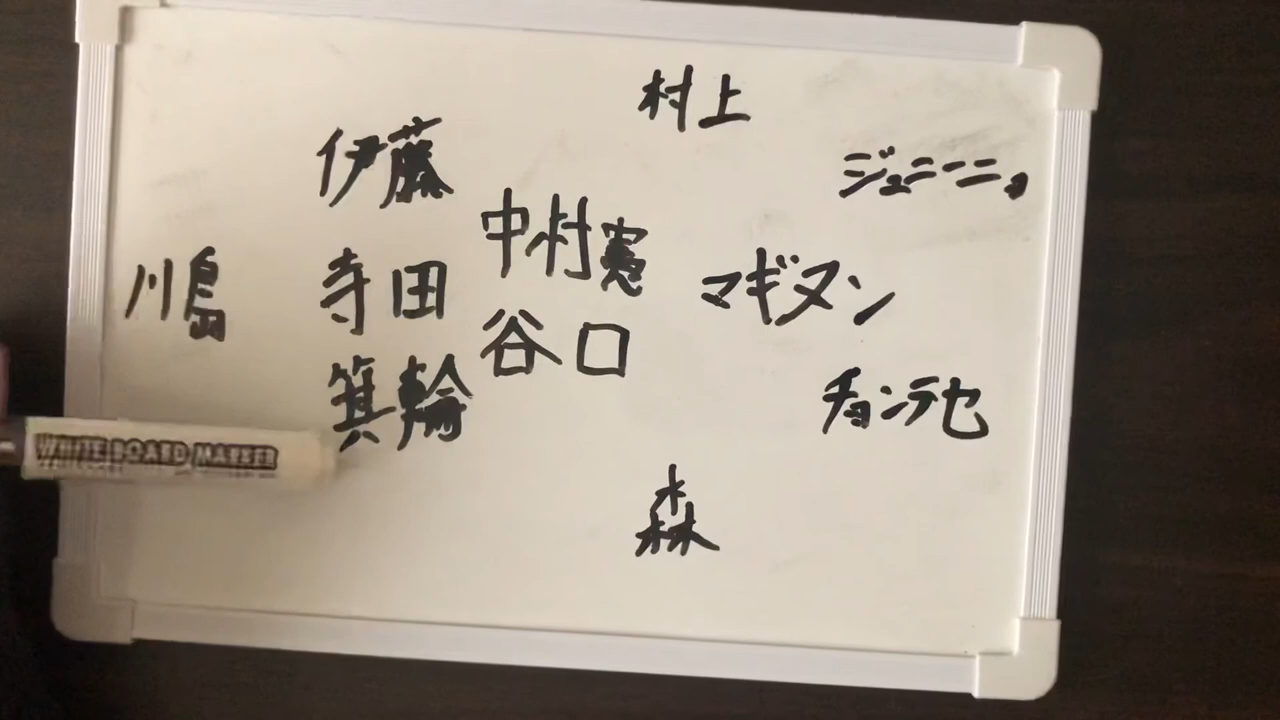 村上
伊藤
ジュニーニョ
中村憲
川島
寺田
マギヌン
谷口
箕輪
チョンテセ
WHITE BOARD MARKER
森